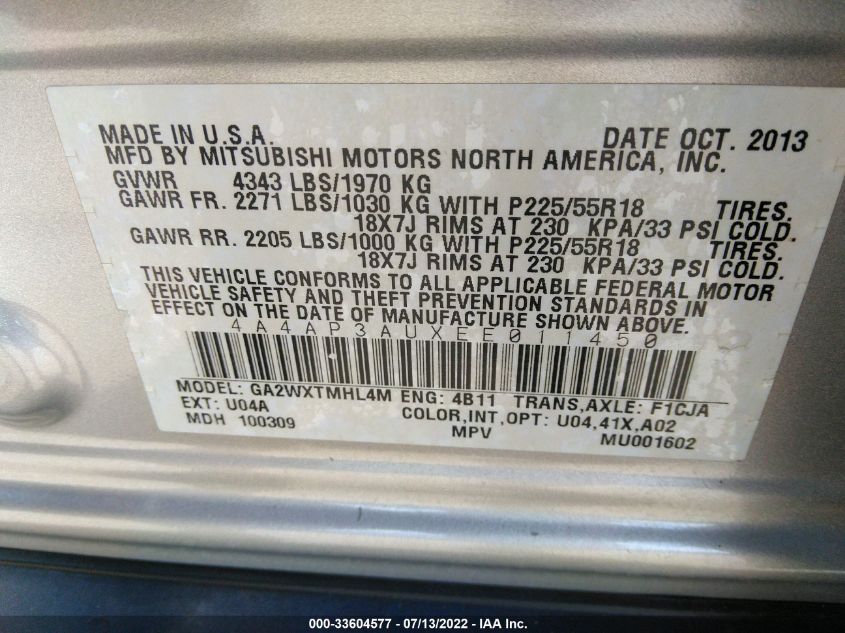 MADE IN U.S.A. DATE OCT. 2013
MFD BY MITSUBISHI MOTORS NORTH AMERICA, INC.
GVWR 4343 LBS/1970 KG
GAWR FR. 2271 LBS/1030 KG WITH P225/55R18 TIRES.
18X7J RIMS AT 230 KPA/33 PSI COLD.
GAWR RR. 2205 LBS/1000 KG WITH P225/55R18 TIRES.
18X7J RIMS AT 230 KPA/33 PSI COLD.
THIS VEHICLE CONFORMS TO ALL APPLICABLE FEDERAL MOTOR
VEHICLE SAFETY AND THEFT PREVENTION STANDARDS IN
EFFECT ON THE DATE OF MANUFACTURE SHOWN ABOVE.
4A4AP3AUXEE011450
MODEL: GA2WXTMHL4M ENG: 4B11 TRANS,AXLE: F1CJA
EXT: U04A COLOR,INT,OPT: U04,41X,A02
MDH 100309 MPV MU001602
000-33604577 - 07/13/2022 - IAA Inc.